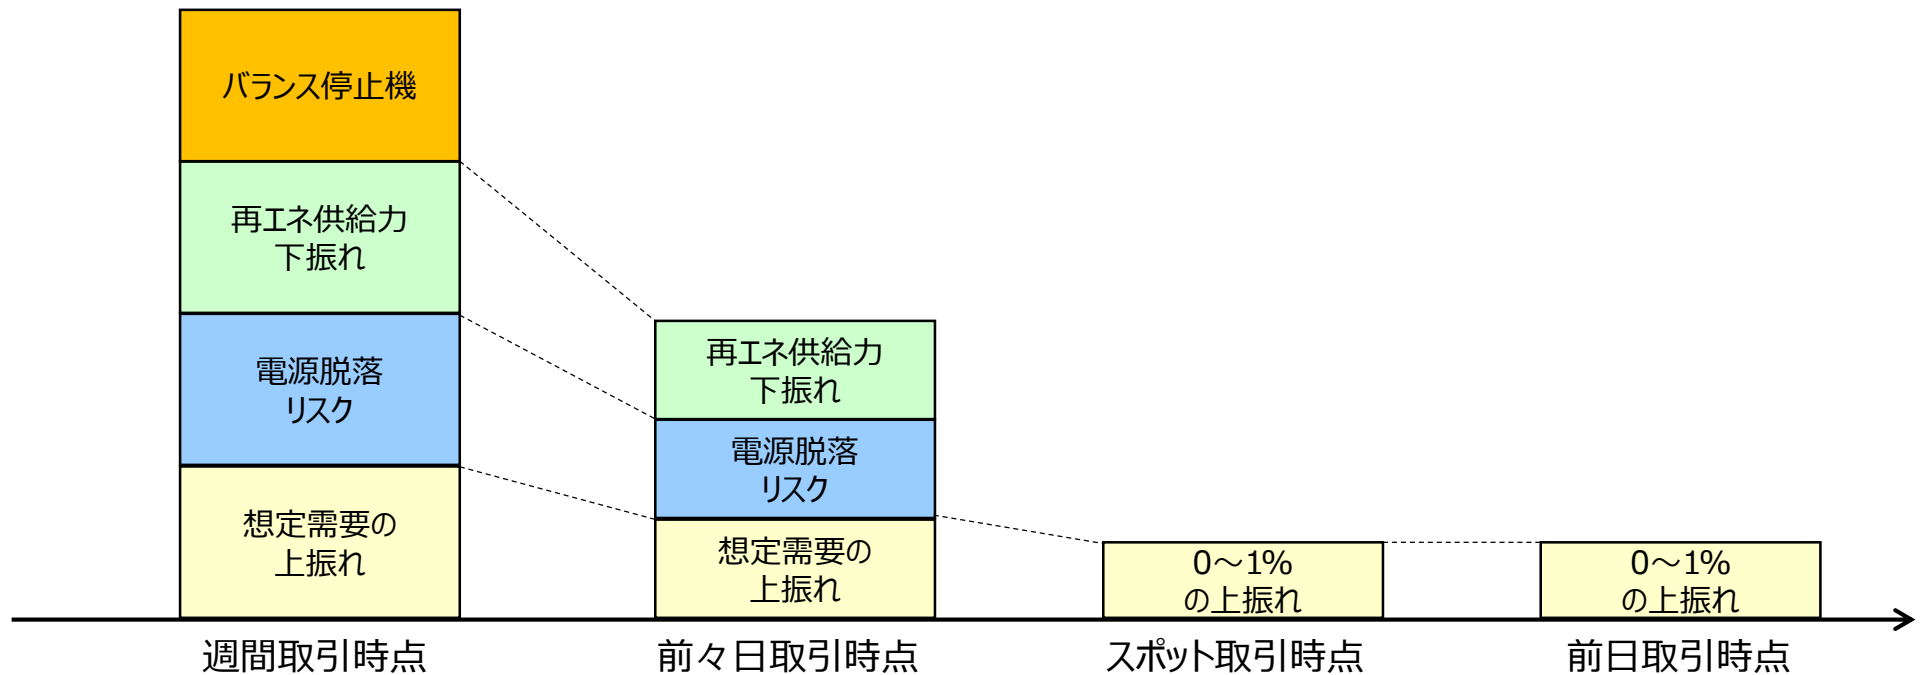 バランス停止機
再エネ供給力
下振れ
電源脱落
リスク
想定需要の
上振れ
再エネ供給力
下振れ
電源脱落
リスク
想定需要の
上振れ
0～1%
の上振れ
0～1%
の上振れ
週間取引時点
前々日取引時点
スポット取引時点
前日取引時点